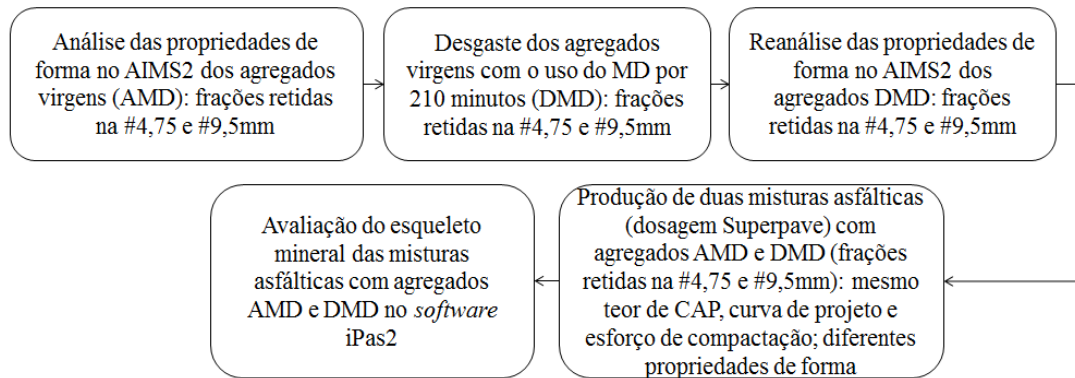 Análise das propriedades de
forma no AIMS2 dos agregados
virgens (AMD): frações retidas
na #4,75 e #9,5mm
Desgaste dos agregados
virgens com o uso do MD por
210 minutos (DMD): frações
retidas na #4,75 e #9,5mm
Reanálise das propriedades de
forma no AIMS2 dos
agregados DMD: frações
retidas na #4,75 e #9,5mm
Produção de duas misturas asfálticas
(dosagem Superpave) com
agregados AMD e DMD (frações
retidas na #4,75 e #9,5mm): mesmo
teor de CAP, curva de projeto e
esforço de compactação; diferentes
propriedades de forma
Avaliação do esqueleto
mineral das misturas
asfálticas com agregados
AMD e DMD no software
iPas2